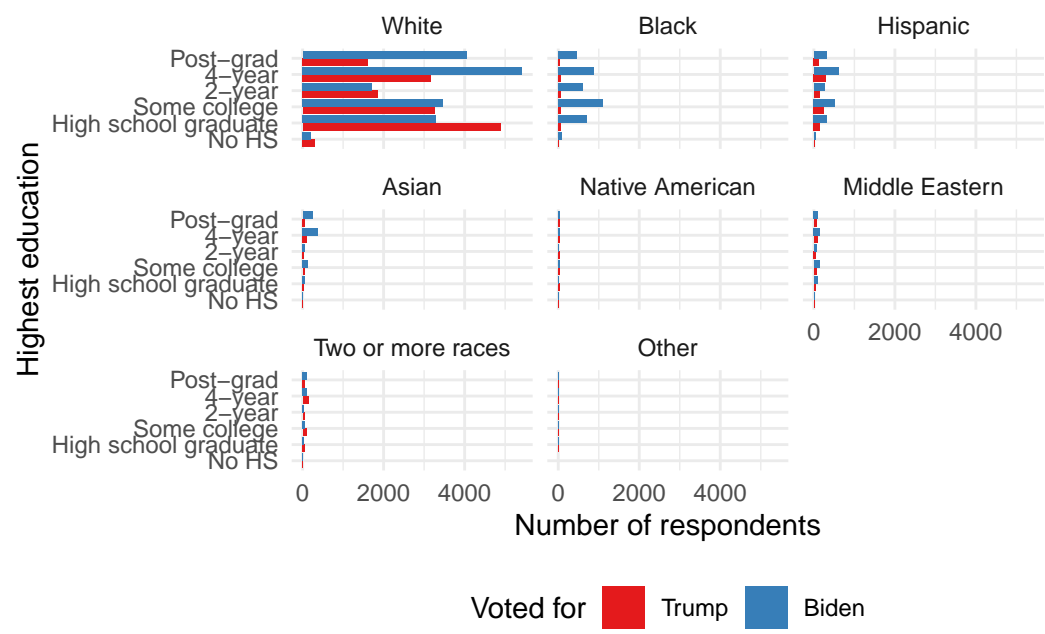 White Black Hispanic
Post−grad
4−year
2−year
Some college
High school graduate
No HS
Asian Native American Middle Eastern
Post−grad
4−year
2−year
Some college
High school graduate
No HS
0 2000 4000
Two or more races Other
Post−grad
4−year
2−year
Some college
High school graduate
No HS
0 2000 4000 0 2000 4000
Number of respondents
Highest education
Voted for Trump Biden